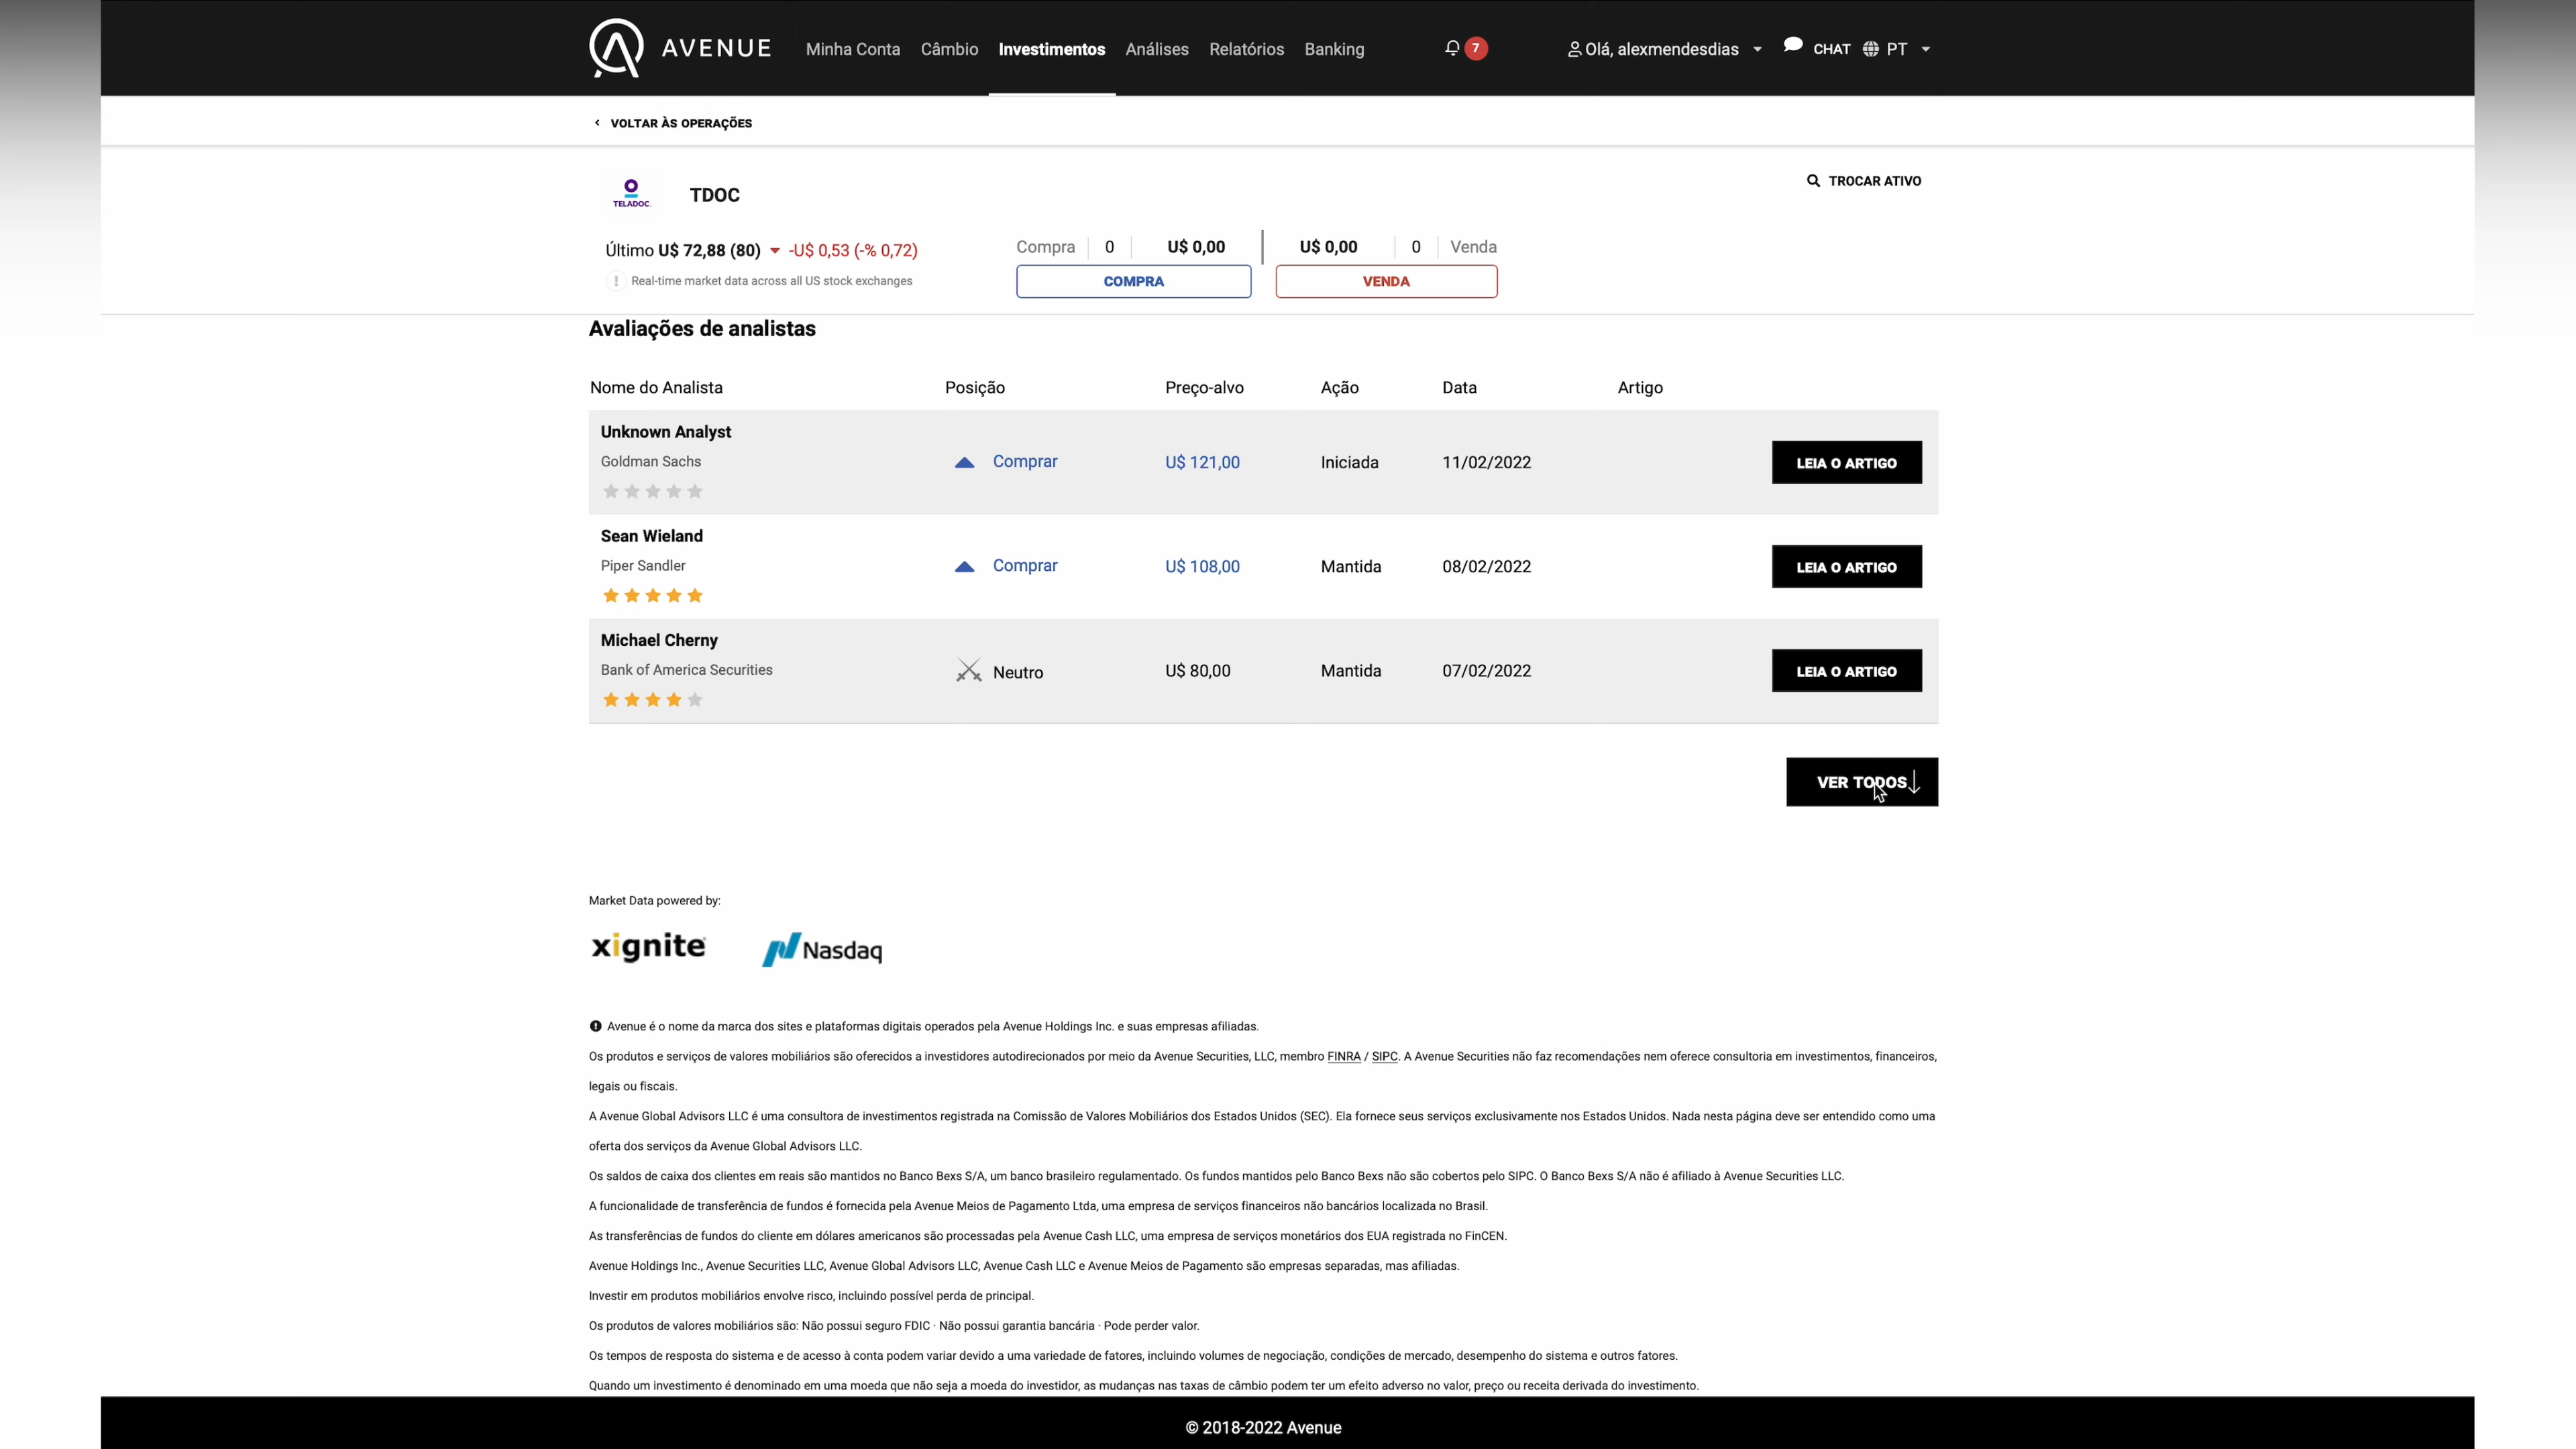 AVENUE Minha Conta Câmbio Investimentos Análises Relatórios Banking 7 Olá, alexmendesdias CHAT PT
VOLTAR ÀS OPERAÇÕES
TELADOC. TDOC TROCAR ATIVO
Último U$ 72,88 (80) -U$ 0,53 (-% 0,72) Compra 0 U$ 0,00 U$ 0,00 0 Venda
Real-time market data across all US stock exchanges COMPRA VENDA
Avaliações de analistas
Nome do Analista Posição Preço-alvo Ação Data Artigo
Unknown Analyst
Goldman Sachs Comprar U$ 121,00 Iniciada 11/02/2022 LEIA O ARTIGO
Sean Wieland
Piper Sandler Comprar U$ 108,00 Mantida 08/02/2022 LEIA O ARTIGO
Michael Cherny
Bank of America Securities Neutro U$ 80,00 Mantida 07/02/2022 LEIA O ARTIGO
VER TODOS
Market Data powered by:
xignite Nasdaq
Avenue é o nome da marca dos sites e plataformas digitais operados pela Avenue Holdings Inc. e suas empresas afiliadas.
Os produtos e serviços de valores mobiliários são oferecidos a investidores autodirecionados por meio da Avenue Securities, LLC, membro FINRA / SIPC. A Avenue Securities não faz recomendações nem oferece consultoria em investimentos, financeiros,
legais ou fiscais.
A Avenue Global Advisors LLC é uma consultora de investimentos registrada na Comissão de Valores Mobiliários dos Estados Unidos (SEC). Ela fornece seus serviços exclusivamente nos Estados Unidos. Nada nesta página deve ser entendido como uma
oferta dos serviços da Avenue Global Advisors LLC.
Os saldos de caixa dos clientes em reais são mantidos no Banco Bexs S/A, um banco brasileiro regulamentado. Os fundos mantidos pelo Banco Bexs não são cobertos pelo SIPC. O Banco Bexs S/A não é afiliado à Avenue Securities LLC.
A funcionalidade de transferência de fundos é fornecida pela Avenue Meios de Pagamento Ltda, uma empresa de serviços financeiros não bancários localizada no Brasil.
As transferências de fundos do cliente em dólares americanos são processadas pela Avenue Cash LLC, uma empresa de serviços monetários dos EUA registrada no FinCEN.
Avenue Holdings Inc., Avenue Securities LLC, Avenue Global Advisors LLC, Avenue Cash LLC e Avenue Meios de Pagamento são empresas separadas, mas afiliadas.
Investir em produtos mobiliários envolve risco, incluindo possível perda de principal.
Os produtos de valores mobiliários são: Não possui seguro FDIC · Não possui garantia bancária · Pode perder valor.
Os tempos de resposta do sistema e de acesso à conta podem variar devido a uma variedade de fatores, incluindo volumes de negociação, condições de mercado, desempenho do sistema e outros fatores.
Quando um investimento é denominado em uma moeda que não seja a moeda do investidor, as mudanças nas taxas de câmbio podem ter um efeito adverso no valor, preço ou receita derivada do investimento.
© 2018-2022 Avenue